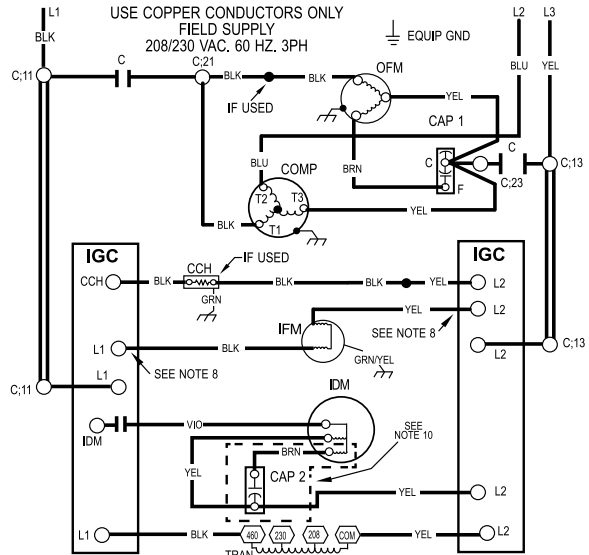 L1
USE COPPER CONDUCTORS ONLY
FIELD SUPPLY
208/230 VAC. 60 HZ. 3PH
L2
L3
BLK
EQUIP GND
C;11
C
C;21
BLK
BLK
OFM
BLU
YEL
IF USED
YEL
CAP 1
C
BLU
COMP
BRN
C
C;13
C;23
F
T2
T3
T1
BLK
YEL
IGC
IF USED
IGC
CCH
BLK
CCH
BLK
BLK
YEL
L2
GRN
YEL
L2
IFM
SEE NOTE 8
L1
BLK
L2
C;13
GRN/YEL
SEE NOTE 8
C;11
L1
IDM
IDM
VIO
SEE
NOTE 10
BRN
YEL
CAP 2
YEL
L2
L1
BLK
460
230
208
COM
YEL
L2
TRAN